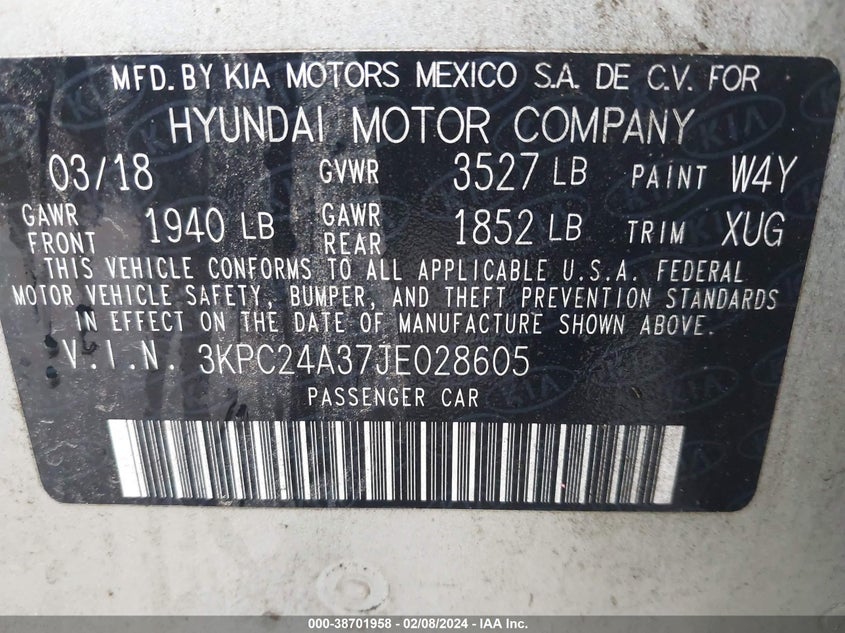 MFD. BY KIA MOTORS MEXICO S.A. DE C.V. FOR
HYUNDAI MOTOR COMPANY
03/18 GVWR 3527 LB PAINT W4Y
GAWR FRONT 1940 LB GAWR REAR 1852 LB TRIM XUG
THIS VEHICLE CONFORMS TO ALL APPLICABLE U.S.A. FEDERAL
MOTOR VEHICLE SAFETY, BUMPER, AND THEFT PREVENTION STANDARDS
IN EFFECT ON THE DATE OF MANUFACTURE SHOWN ABOVE.
V.I.N. 3KPC24A37JE028605
PASSENGER CAR
000-38701958 - 02/08/2024 - IAA Inc.